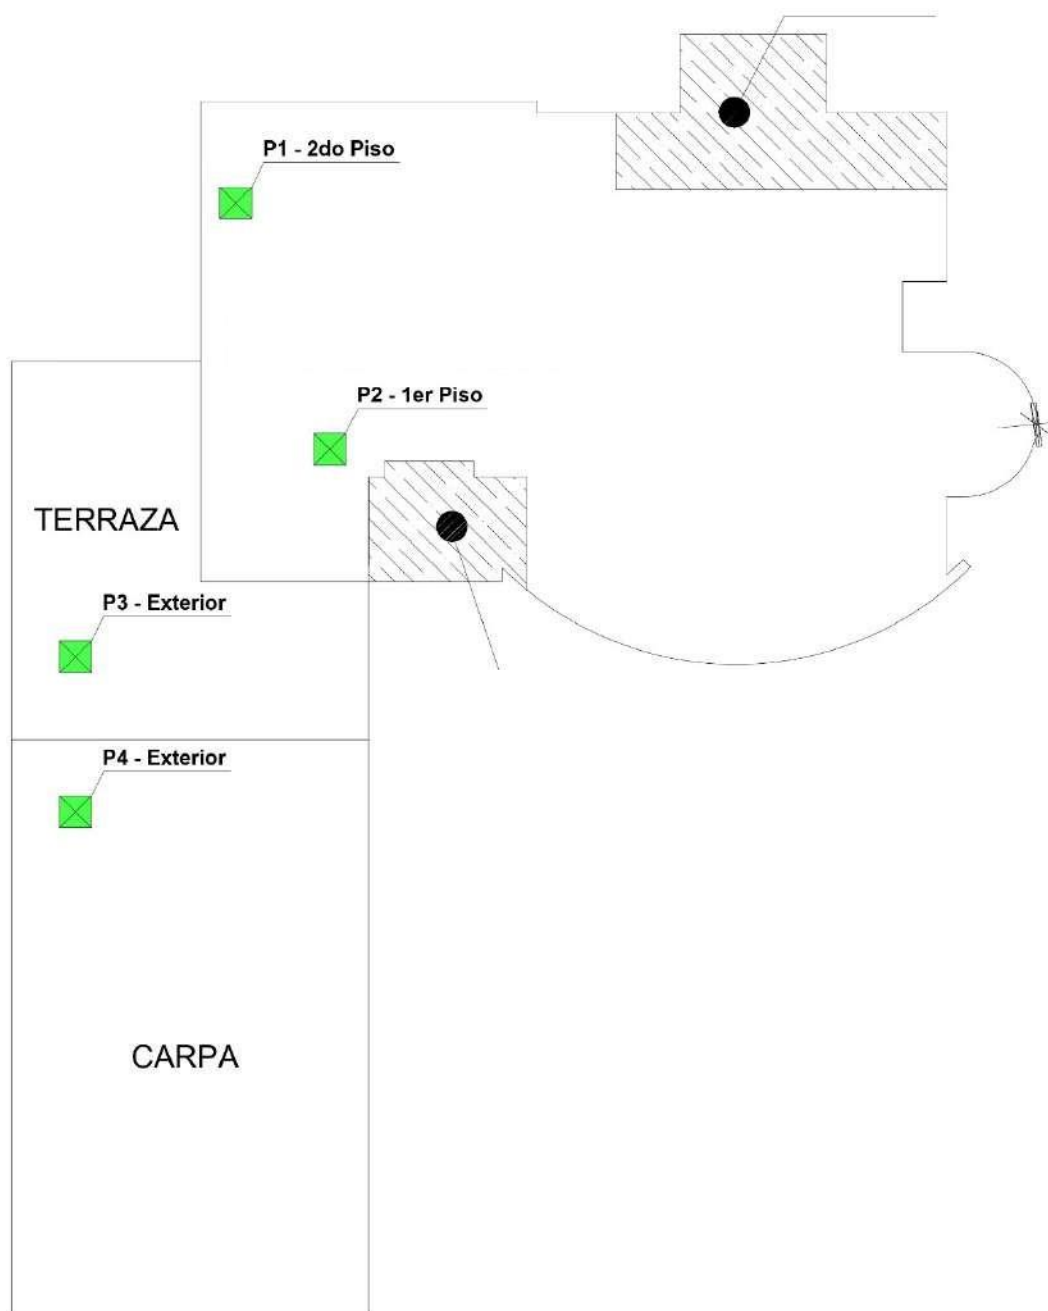 P1 - 2do Piso
P2 - 1er Piso
TERRAZA
P3 - Exterior
P4 - Exterior
CARPA